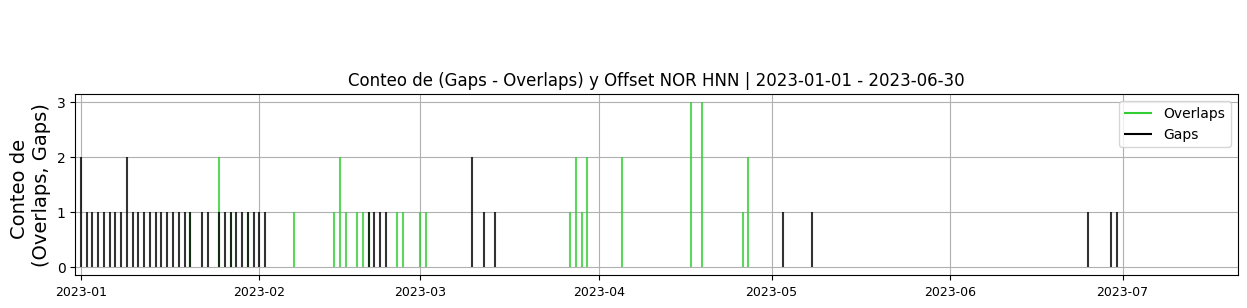 Conteo de (Gaps - Overlaps) y Offset NOR HNN | 2023-01-01 - 2023-06-30
Conteo de
(Overlaps, Gaps)
3
2
1
0
Overlaps
Gaps
2023-01
2023-02
2023-03
2023-04
2023-05
2023-06
2023-07